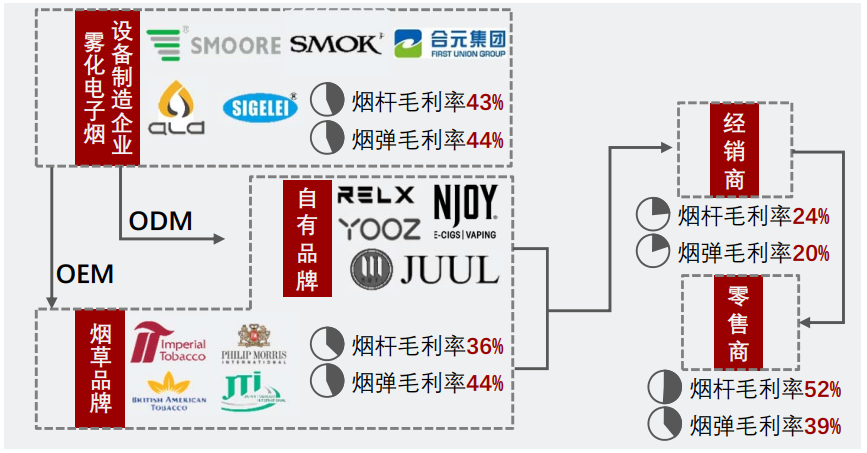 雾化电子烟
设备制造企业
SMOORE
SMOK
合元集团
FIRST UNION GROUP
ALD
SIGELEI
烟杆毛利率43%
烟弹毛利率44%
ODM
OEM
自有品牌
RELX
NJOY
YOOZ
E-CIGS | VAPING
JUUL
烟草品牌
Imperial
Tobacco
PHILIP MORRIS
INTERNATIONAL
BRITISH AMERICAN
TOBACCO
JTI
烟杆毛利率36%
烟弹毛利率44%
经销商
烟杆毛利率24%
烟弹毛利率20%
零售商
烟杆毛利率52%
烟弹毛利率39%